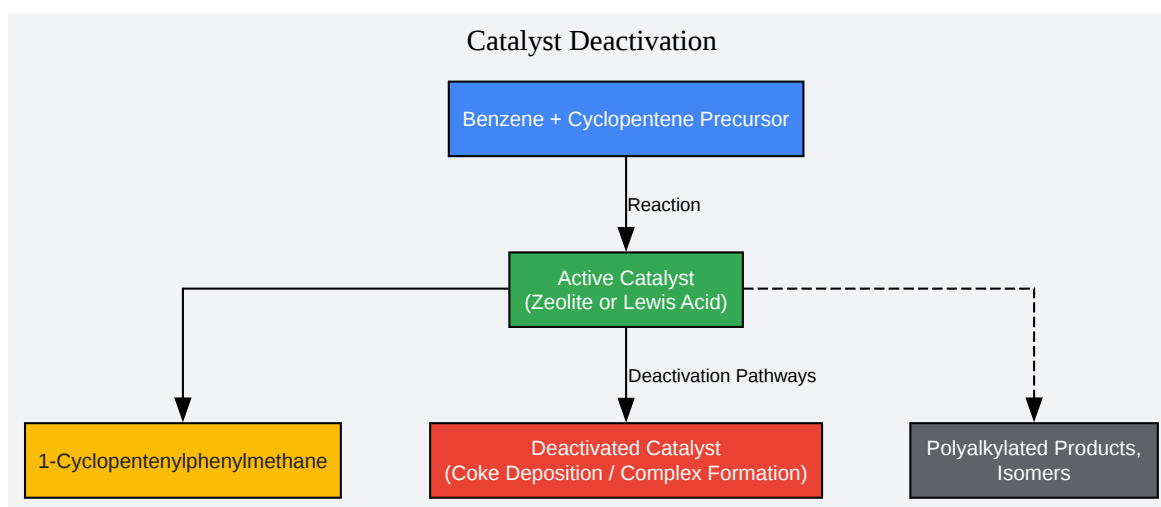 Catalyst Deactivation
Benzene + Cyclopentene Precursor
Reaction
Active Catalyst
(Zeolite or Lewis Acid)
Deactivation Pathways
1-Cyclopentenylphenylmethane
Deactivated Catalyst
(Coke Deposition / Complex Formation)
Polyalkylated Products,
Isomers